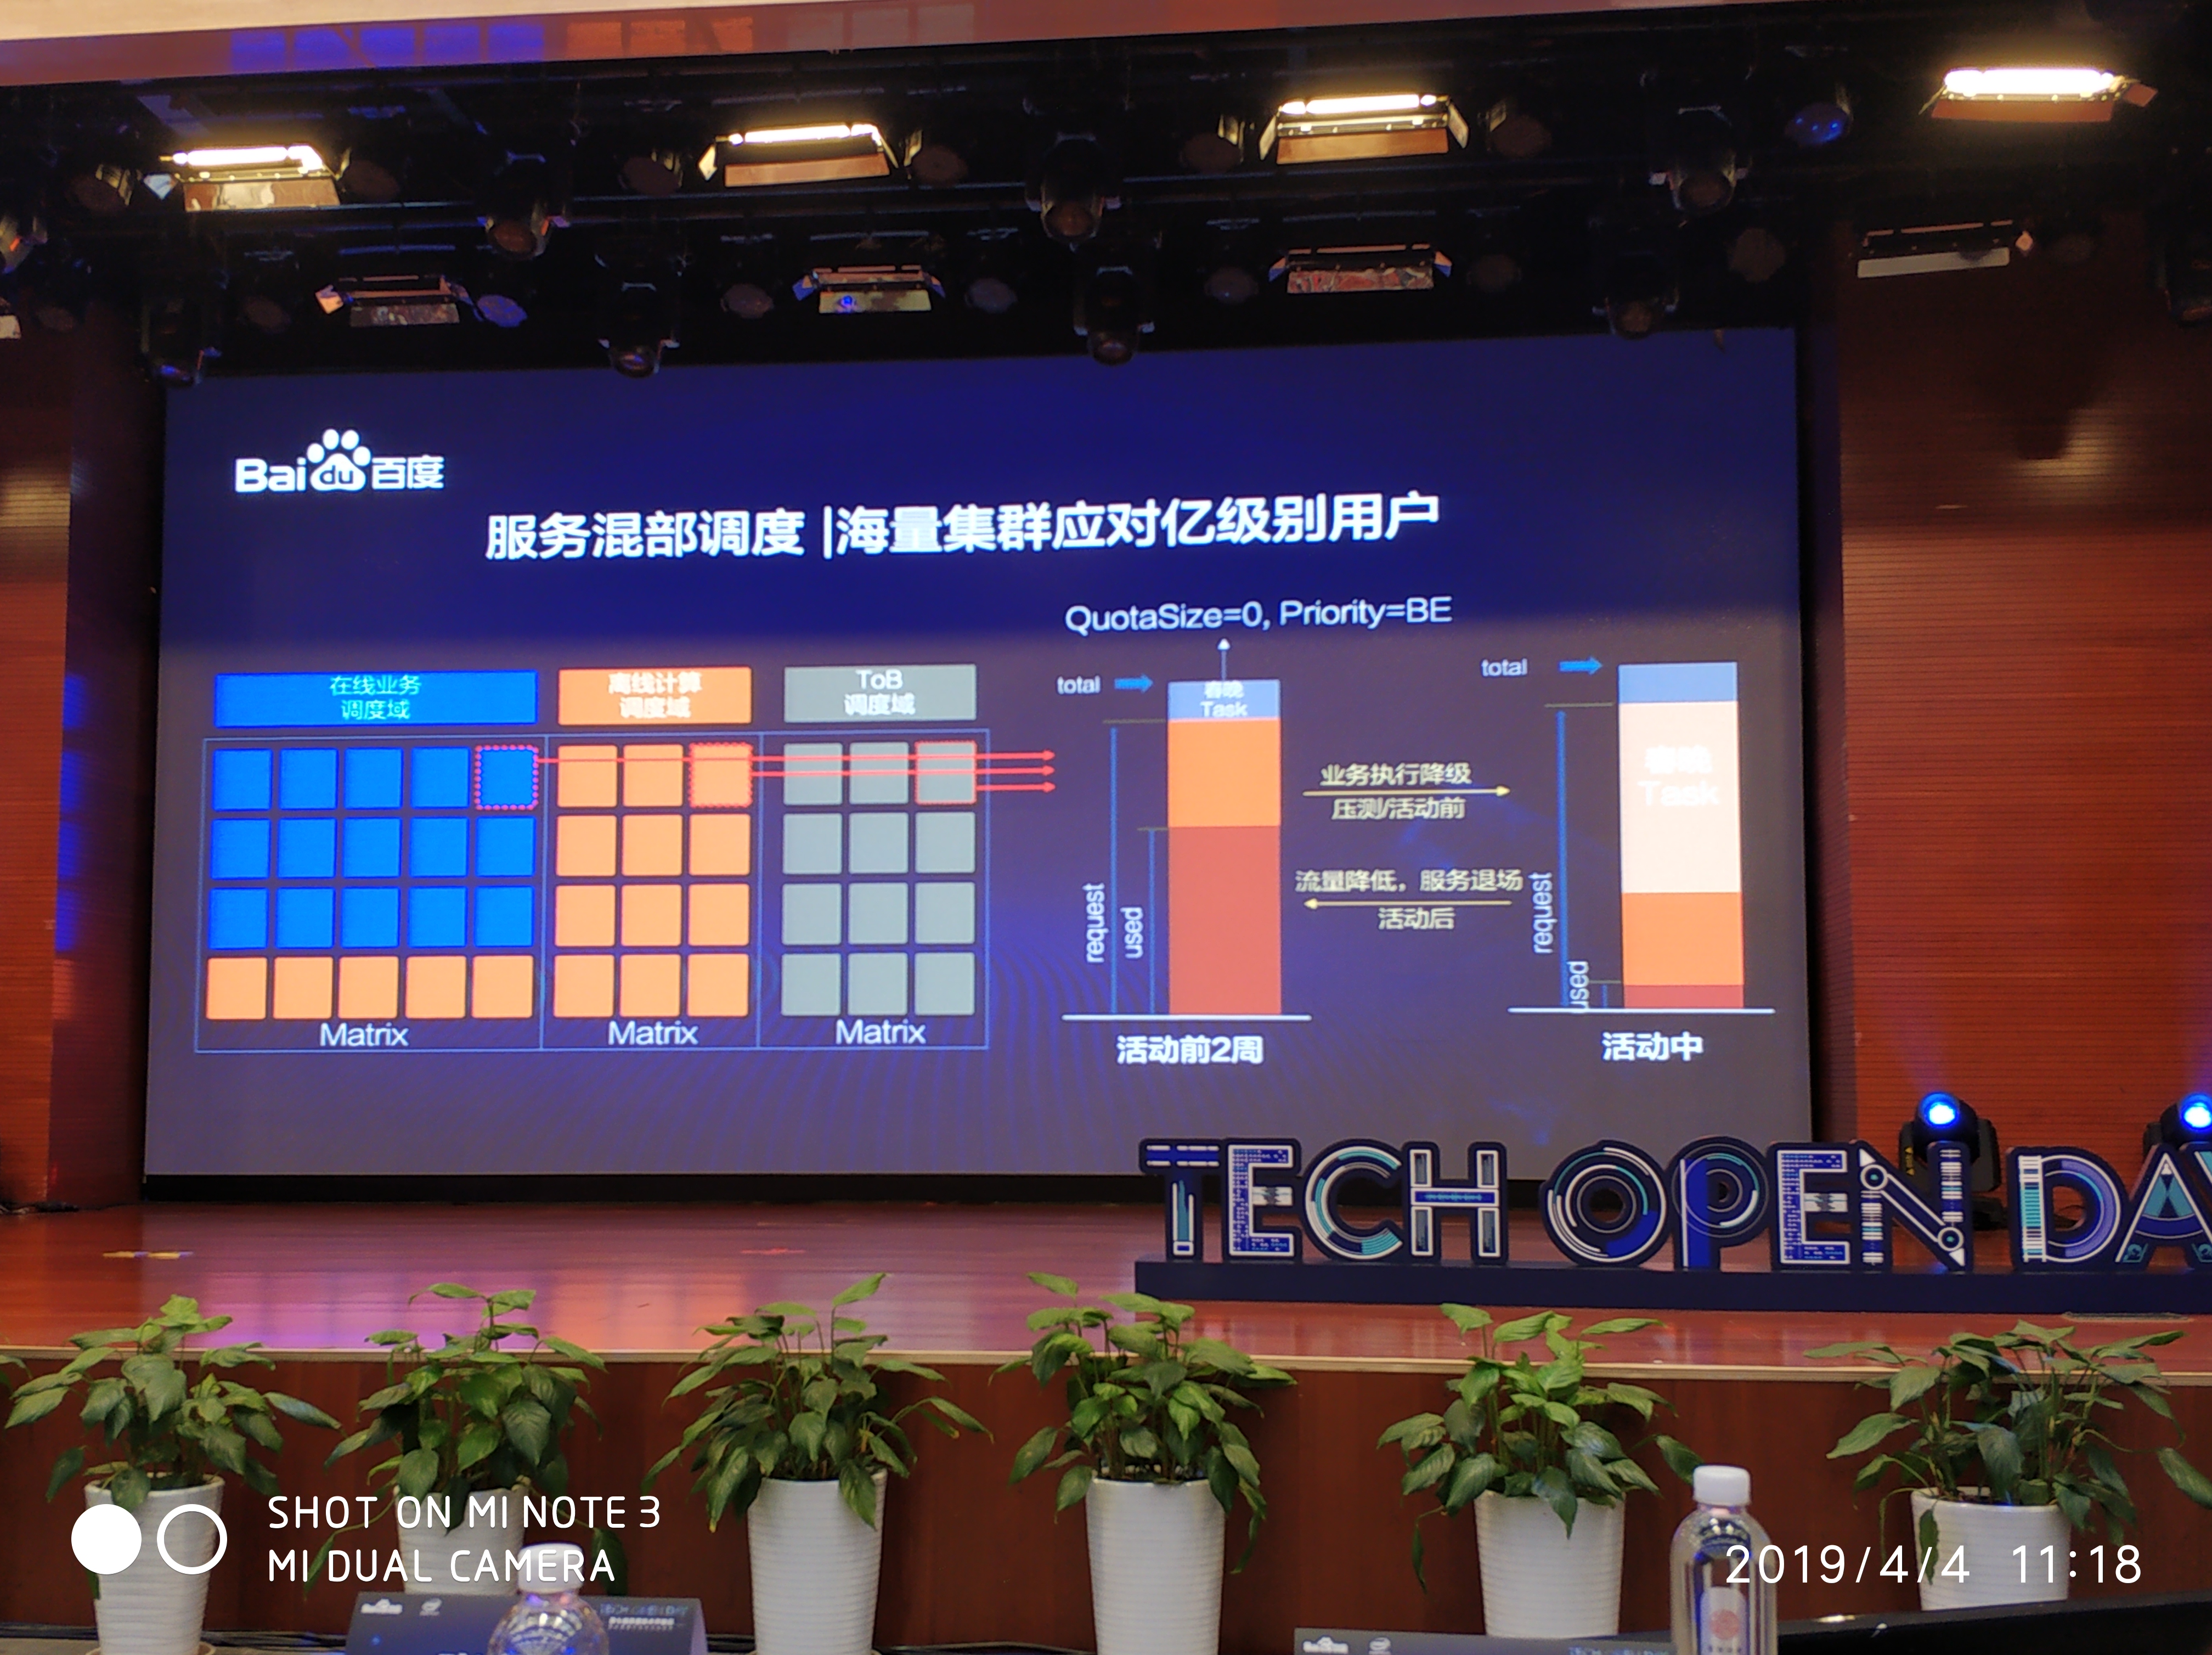 Baidu百度
服务混部调度 |海量集群应对亿级别用户
QuotaSize=0, Priority=BE
在线业务
调度域
离线计算
调度域
ToB
调度域
Matrix
Matrix
Matrix
total
春晚
Task
request
used
活动前2周
业务执行降级
压测/活动前
流量降低，服务退场
活动后
total
春晚
Task
request
used
活动中
TECH OPEN DA
SHOT ON MI NOTE 3
MI DUAL CAMERA
2019/4/4 11:18